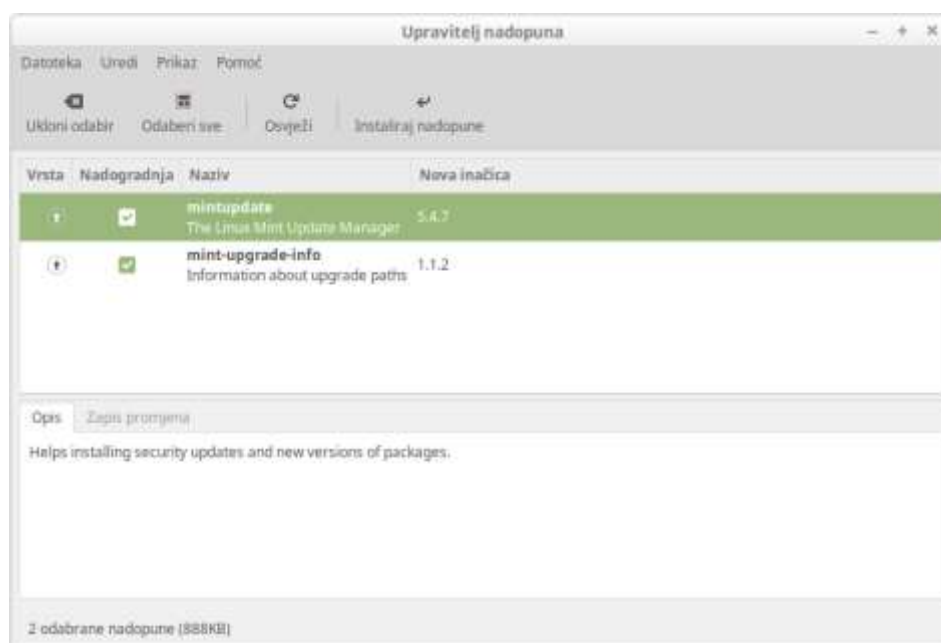 Upravitelj nadopuna
Datoteka Uredi Prikaz Pomoć
Ukloni odabir Odaberi sve Osvježi Instaliraj nadopune
Vrsta Nadogradnja Naziv Nova inačica
mintupdate
The Linux Mint Update Manager 5.4.7
mint-upgrade-info
Information about upgrade paths 1.1.2
Opis Zapis promjena
Helps installing security updates and new versions of packages.
2 odabrane nadopune (888KB)